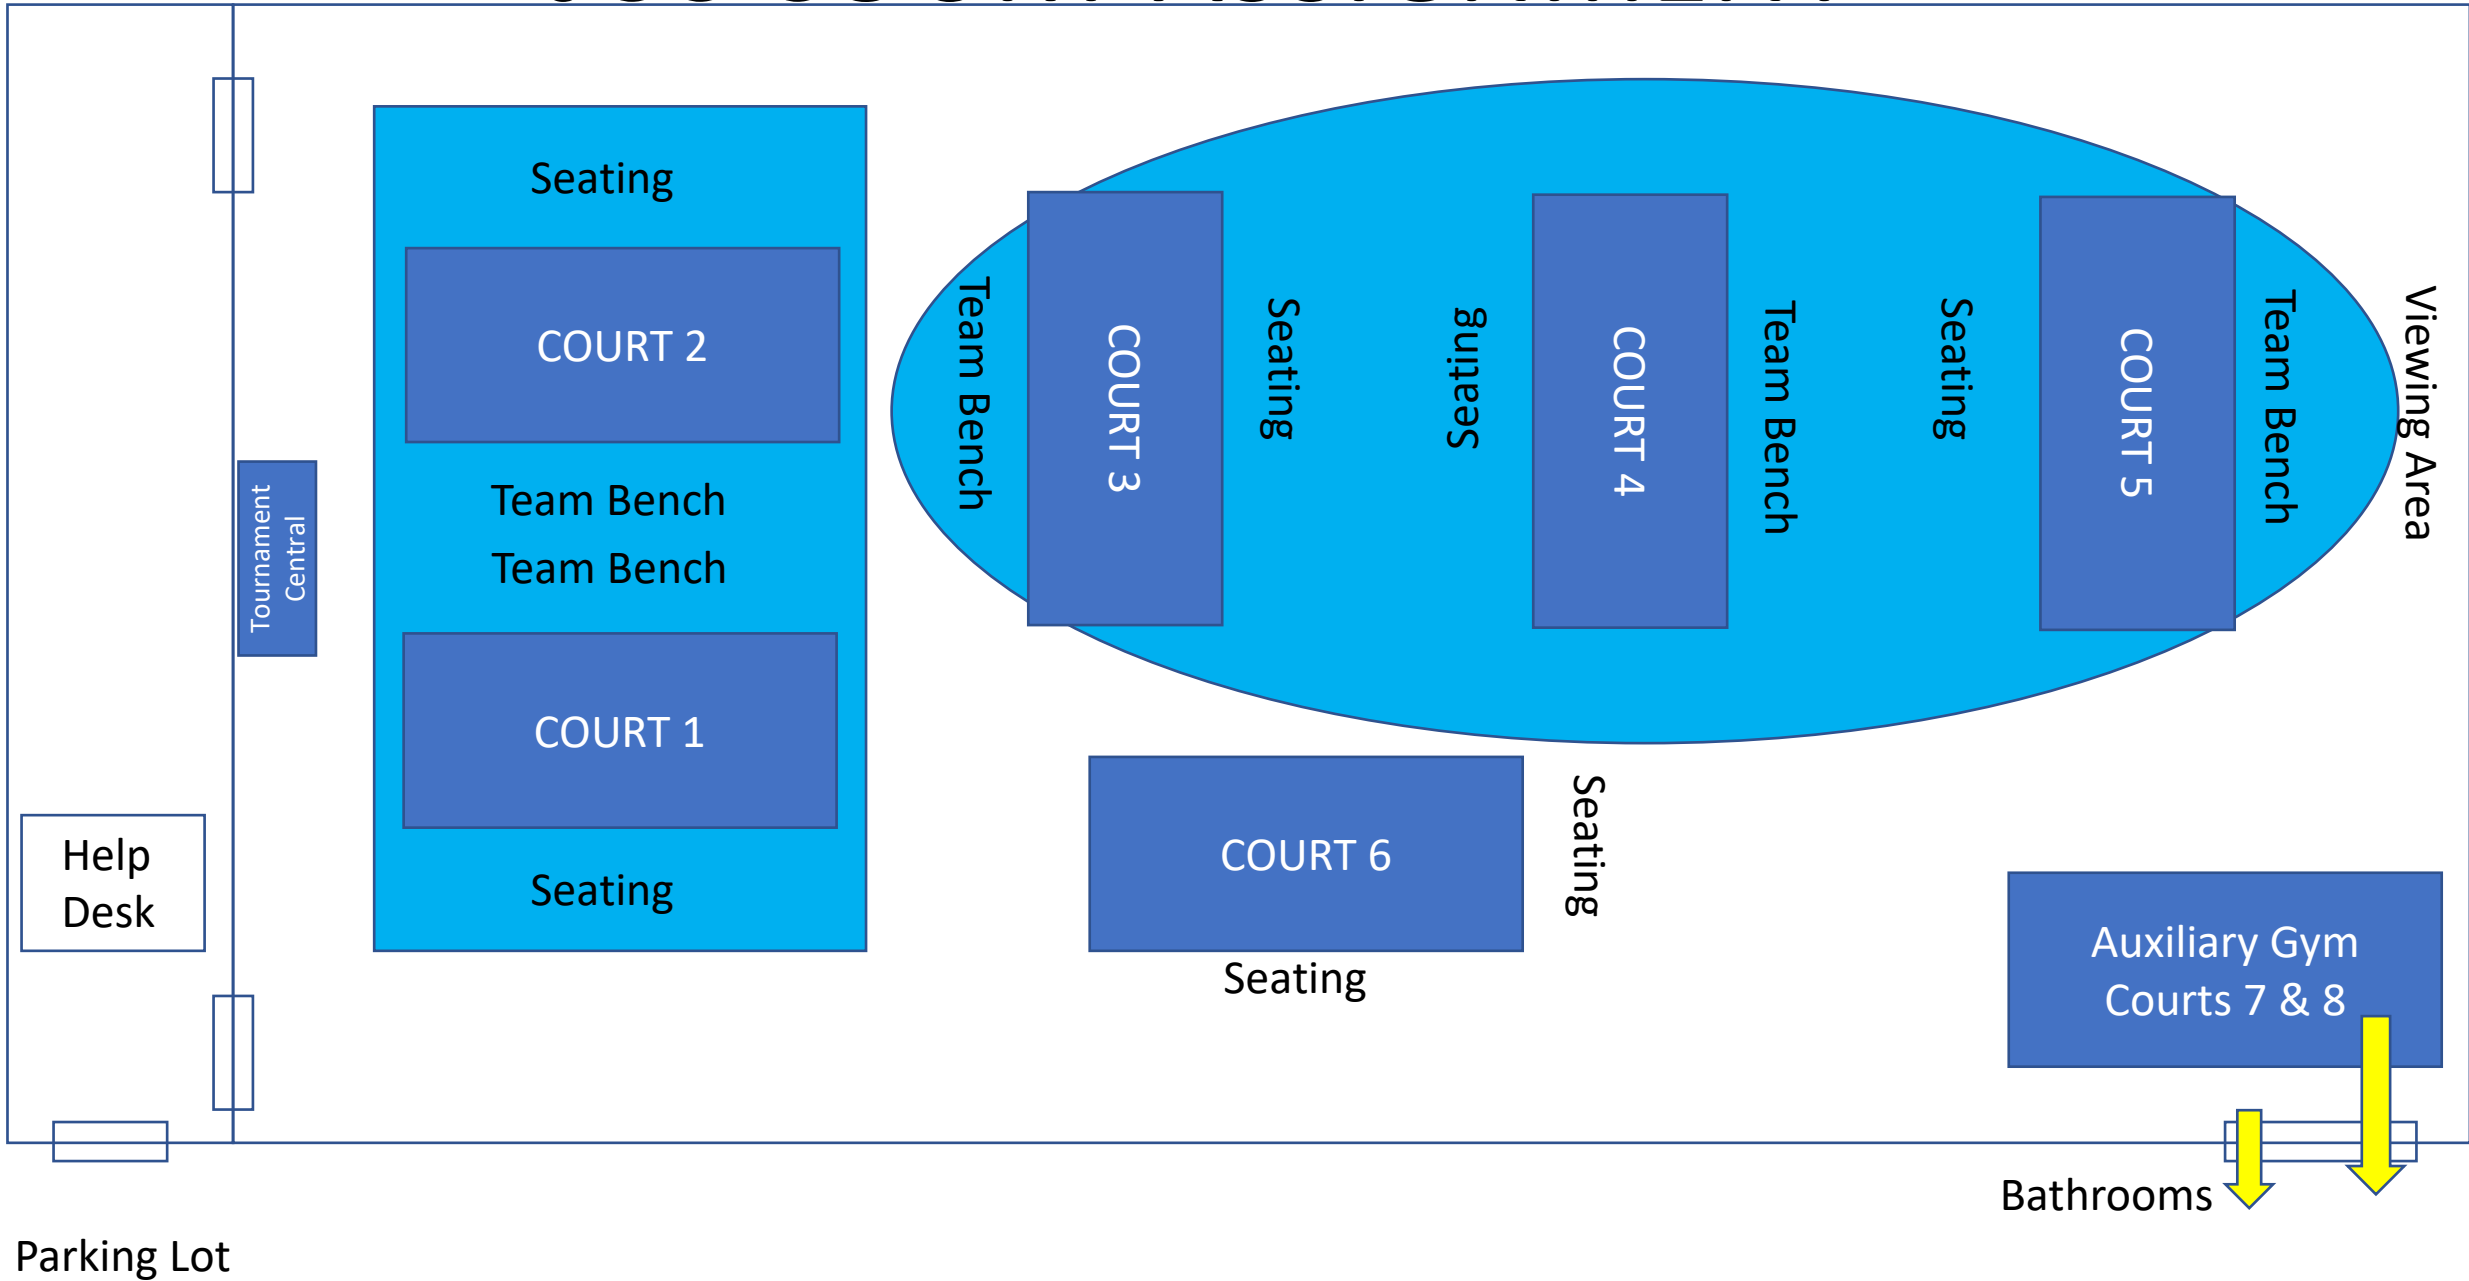 Seating
COURT 2
Team Bench
Team Bench
COURT 1
Seating
Tournament
Central
Help
Desk
Team Bench
COURT 3
Seating
Seating
COURT 4
Team Bench
Seating
COURT 5
Team Bench
Viewing Area
COURT 6
Seating
Seating
Auxiliary Gym
Courts 7 & 8
Bathrooms
Parking Lot